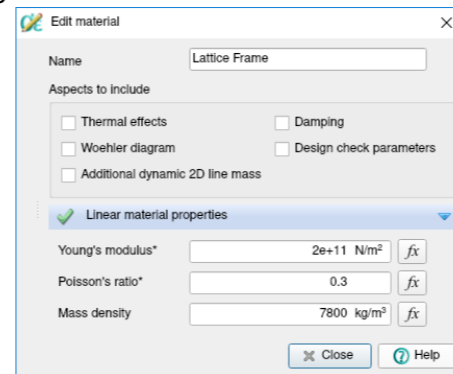 Edit material
Name Lattice Frame
Aspects to include
Thermal effects Damping
Woehler diagram Design check parameters
Additional dynamic 2D line mass
Linear material properties
Young's modulus* 2e+11 N/m² fx
Poisson's ratio* 0.3 fx
Mass density 7800 kg/m³ fx
Close Help